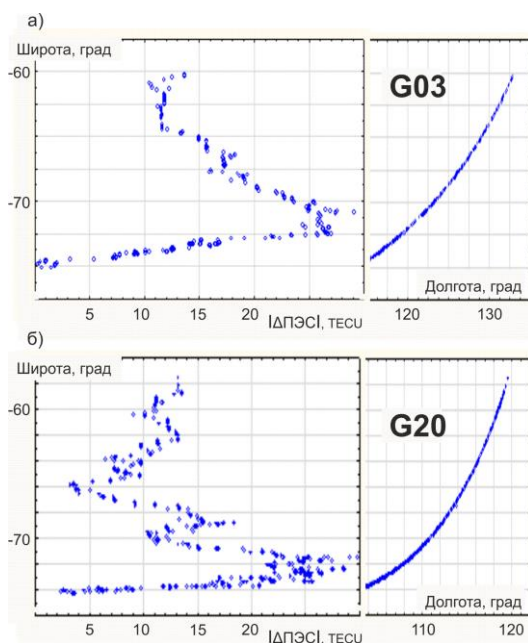 а)
Широта, град
-60
G03
-70
Долгота, град
5 10 15 20 120 130
|ΔПЭС|, TECU
б)
Широта, град
-60
G20
-70
Долгота, град
5 10 15 20 110 120
|ΔПЭС|, TECU